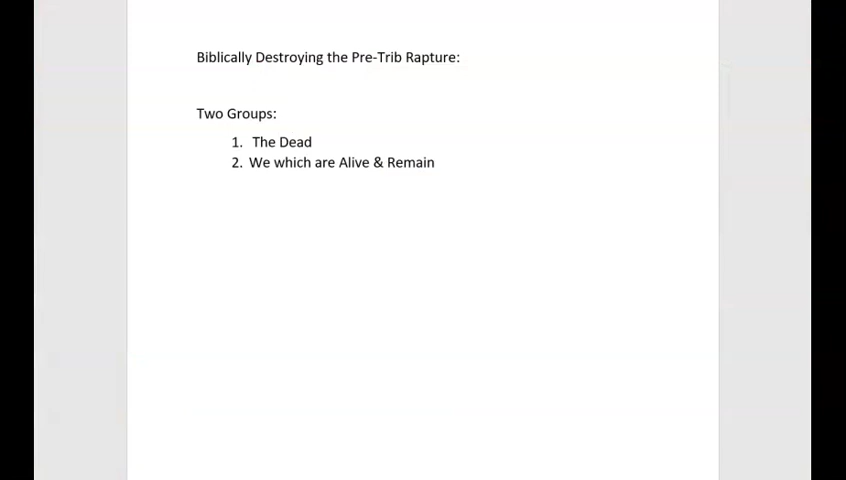 Biblically Destroying the Pre-Trib Rapture:
Two Groups:
1. The Dead
2. We which are Alive & Remain